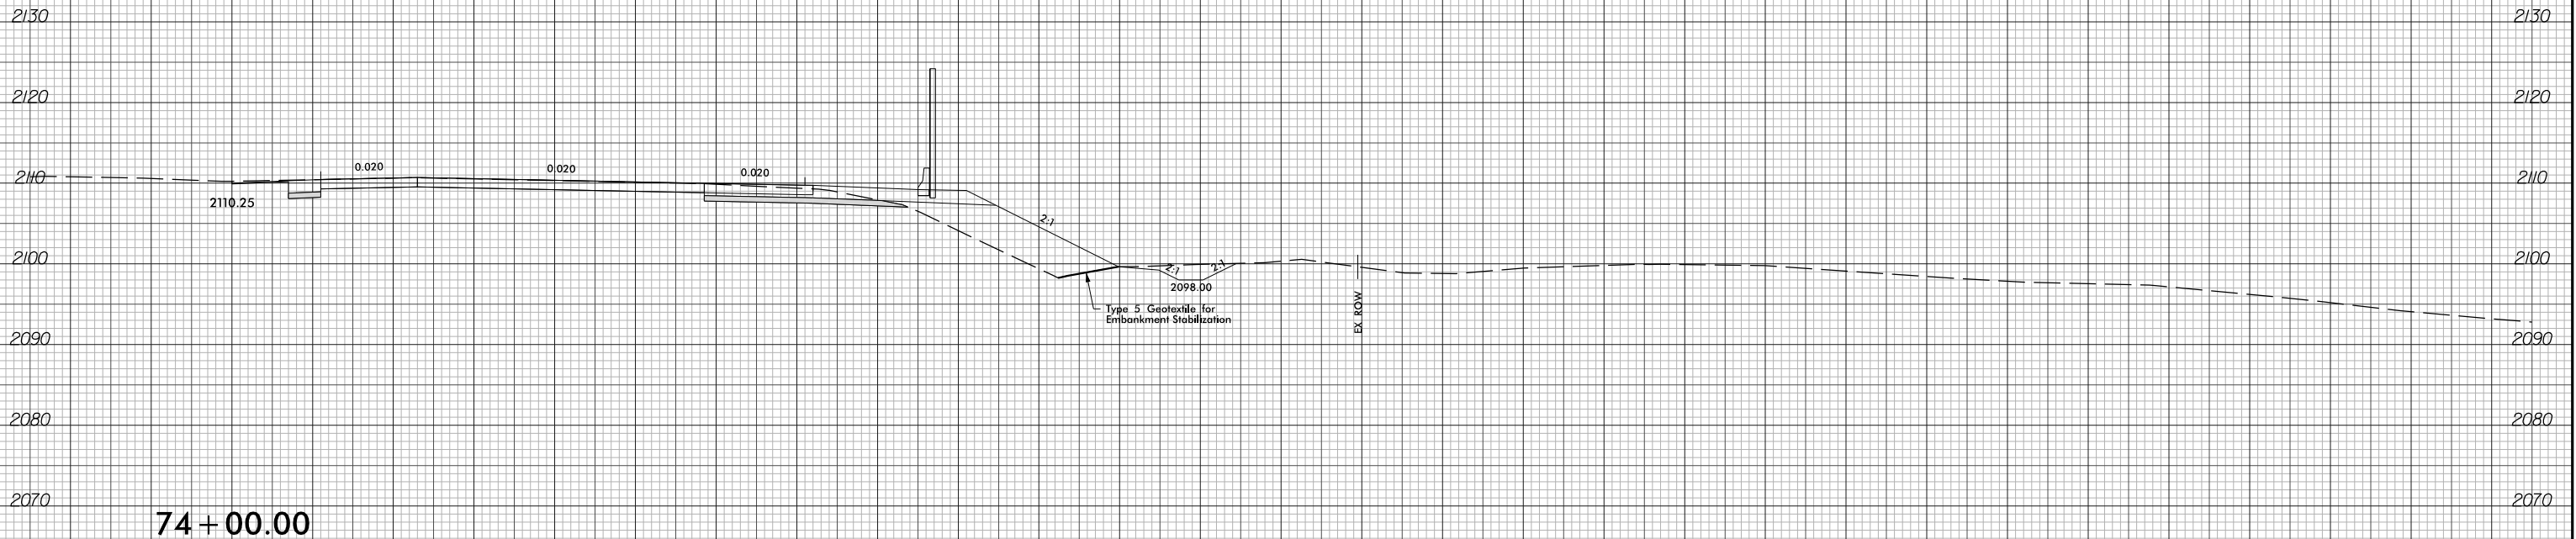 2130 2130
2120 2120
0.020 0.020 0.020
2110 2110
2110.25
2:1
2100 2:1 2:1 2100
2098.00
Type 5 Geotextile for
Embankment Stabilization
EX ROW
2090 2090
2080 2080
2070 2070
74+00.00